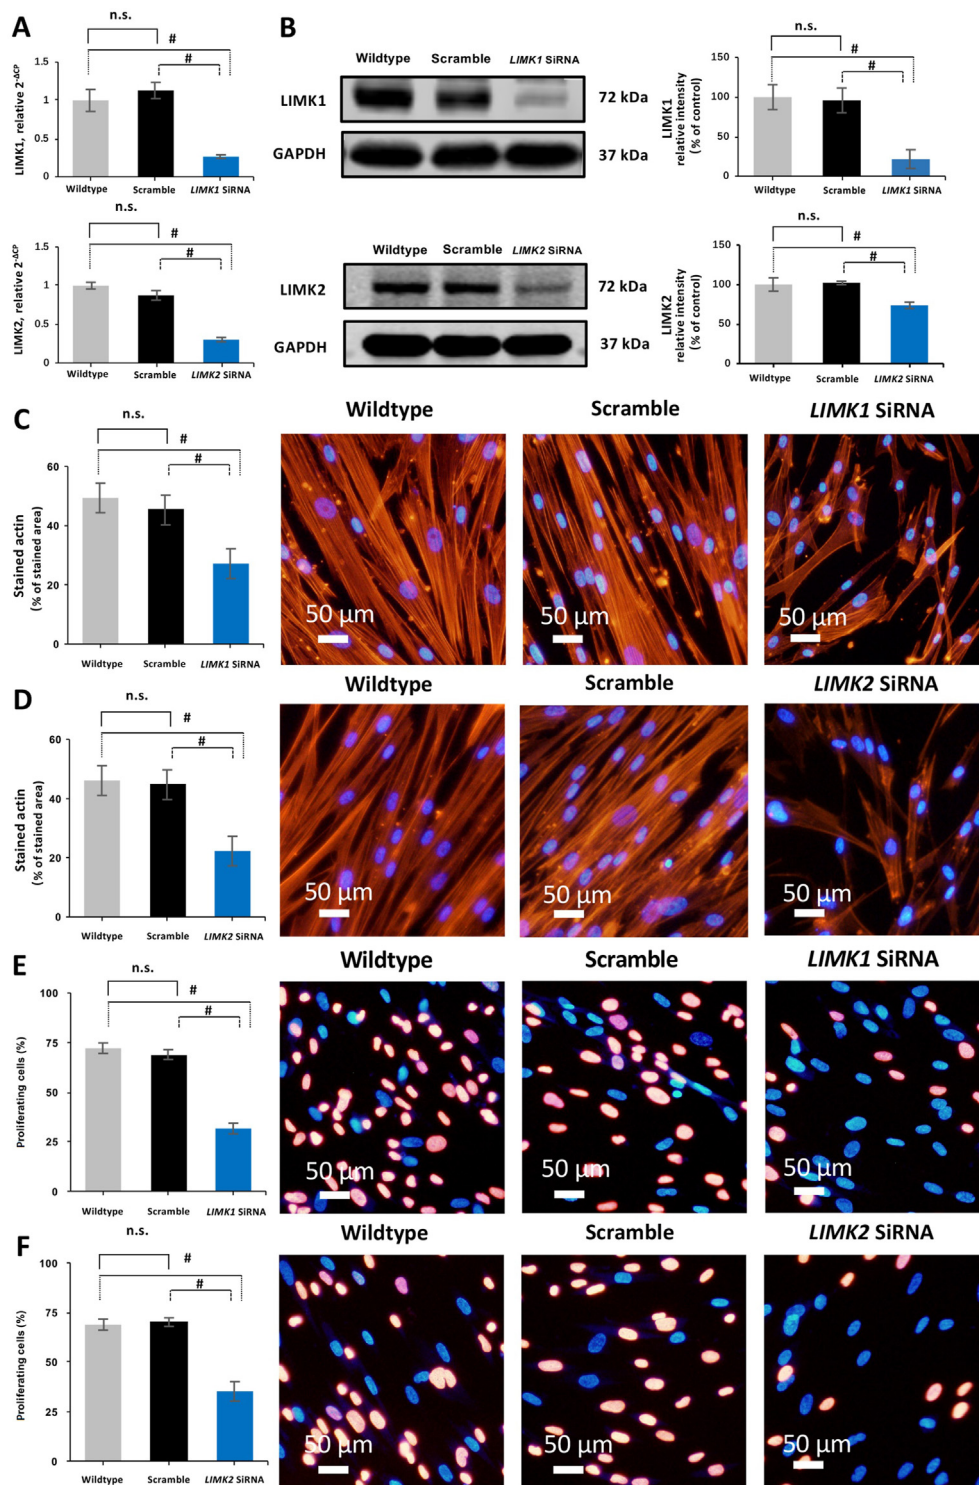 A
n.s.
#
#
LIMK1, relative 2^-ΔCP
1.5
1
0.5
0
Wildtype
Scramble
LIMK1 SiRNA
n.s.
#
#
LIMK2, relative 2^-ΔCP
1.5
1
0.5
0
Wildtype
Scramble
LIMK2 SiRNA
B
Wildtype Scramble LIMK1 SiRNA
LIMK1 72 kDa
GAPDH 37 kDa
n.s.
#
#
LIMK1
relative intensity
(% of control)
150
100
50
0
Wildtype
Scramble
LIMK1 SiRNA
Wildtype Scramble LIMK2 SiRNA
LIMK2 72 kDa
GAPDH 37 kDa
n.s.
#
#
LIMK2
relative intensity
(% of control)
150
100
50
0
Wildtype
Scramble
LIMK2 SiRNA
C
n.s.
#
#
Stained actin
(% of stained area)
60
40
20
0
Wildtype
Scramble
LIMK1 SiRNA
Wildtype
50 µm
Scramble
50 µm
LIMK1 SiRNA
50 µm
D
n.s.
#
#
Stained actin
(% of stained area)
60
40
20
0
Wildtype
Scramble
LIMK2 SiRNA
Wildtype
50 µm
Scramble
50 µm
LIMK2 SiRNA
50 µm
E
n.s.
#
#
Proliferating cells (%)
100
75
50
25
0
Wildtype
Scramble
LIMK1 SiRNA
Wildtype
50 µm
Scramble
50 µm
LIMK1 SiRNA
50 µm
F
n.s.
#
#
Proliferating cells (%)
100
75
50
25
0
Wildtype
Scramble
LIMK2 SiRNA
Wildtype
50 µm
Scramble
50 µm
LIMK2 SiRNA
50 µm